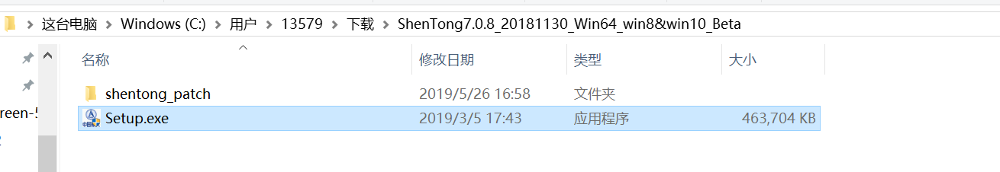 这台电脑 > Windows (C:) > 用户 > 13579 > 下载 > ShenTong7.0.8_20181130_Win64_win8&win10_Beta
名称 修改日期 类型 大小
shentong_patch 2019/5/26 16:58 文件夹
reen-5
Setup.exe 2019/3/5 17:43 应用程序 463,704 KB